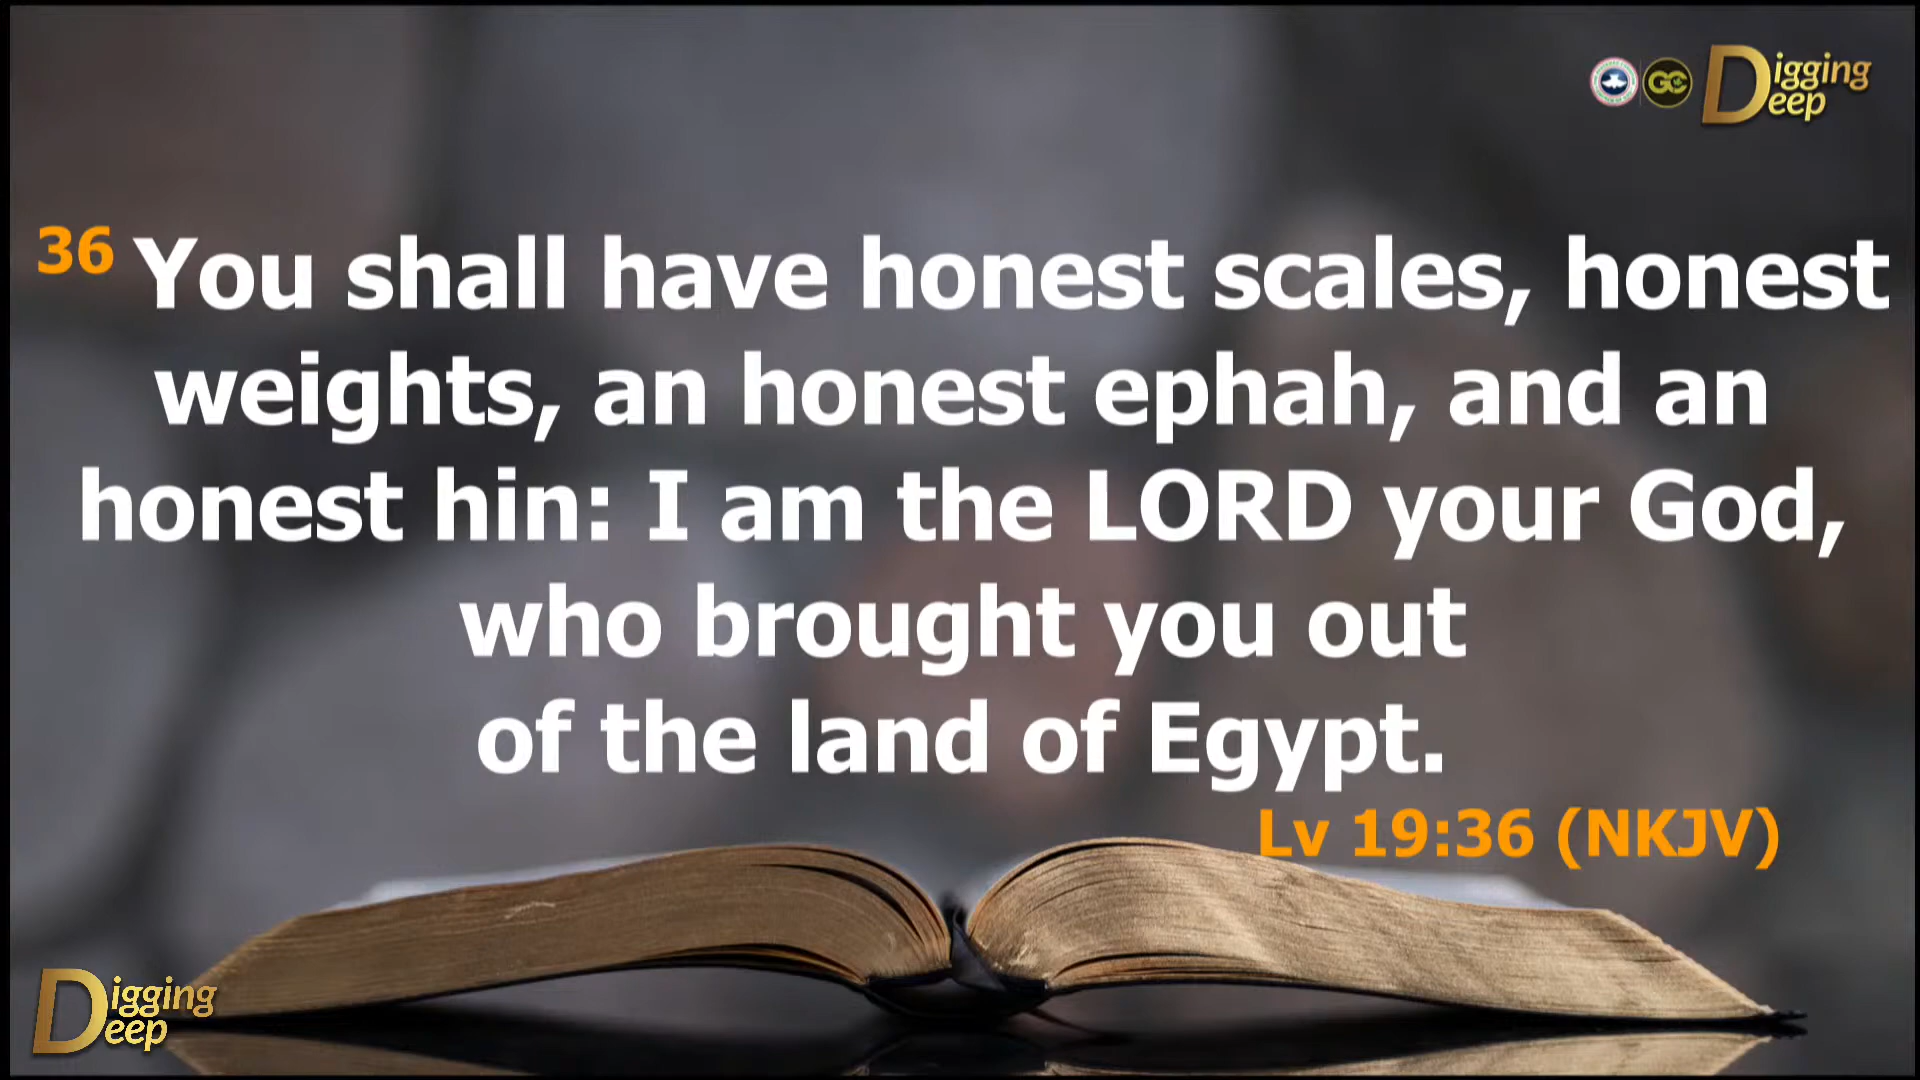 Digging
Deep
36 You shall have honest scales, honest
weights, an honest ephah, and an
honest hin: I am the LORD your God,
who brought you out
of the land of Egypt.
Lv 19:36 (NKJV)
Digging
Deep